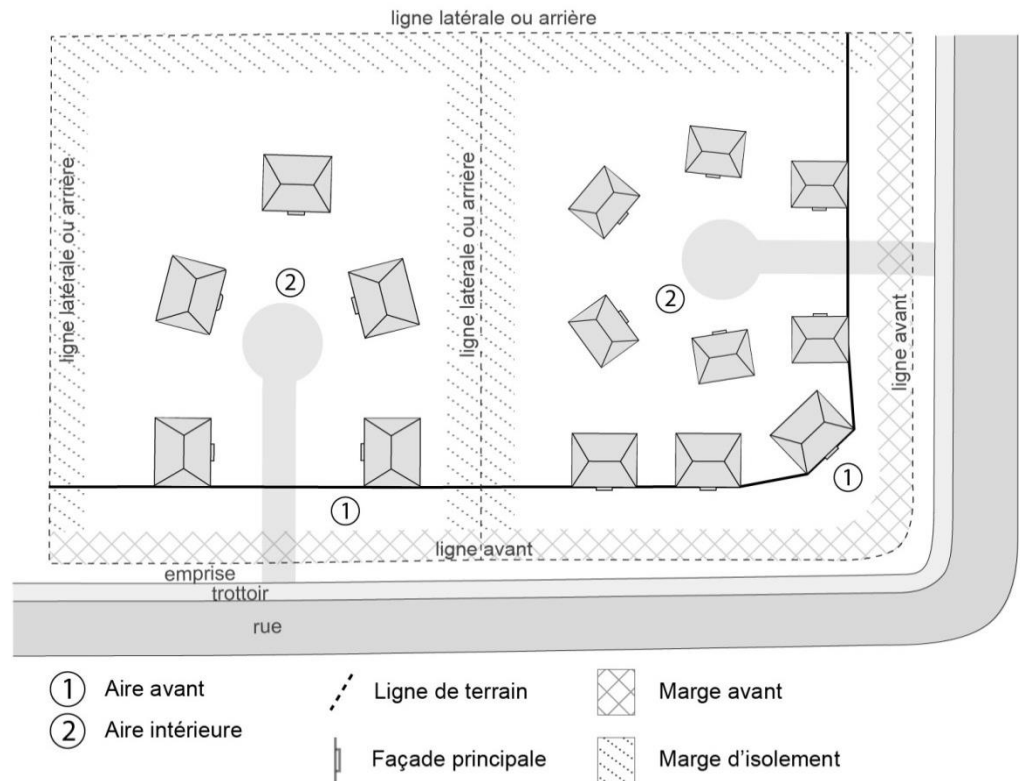 ligne latérale ou arrière
ligne latérale ou arrière
ligne latérale ou arrière
2
2
ligne avant
1
1
ligne avant
emprise
trottoir
rue
1 Aire avant
Ligne de terrain
Marge avant
2 Aire intérieure
Façade principale
Marge d'isolement